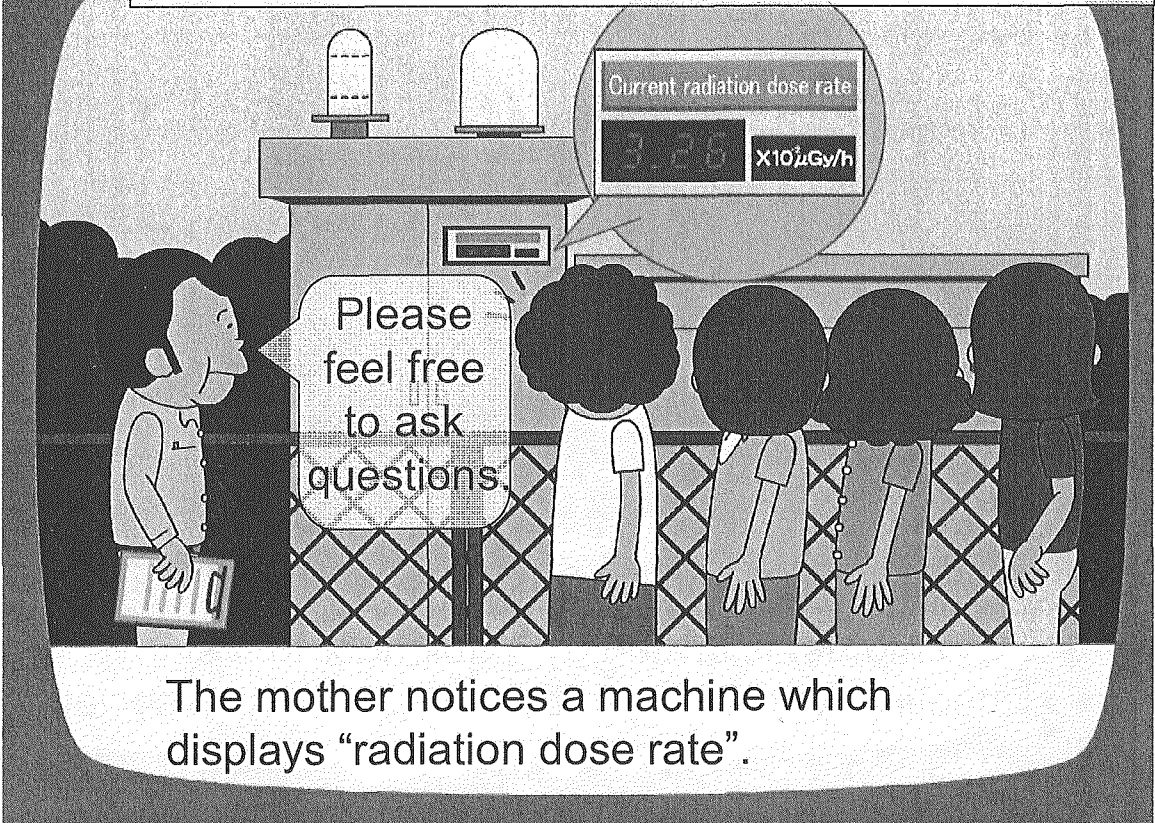 Current radiation dose rate
3.26
μGy/h
Please
feel free
to ask
questions.
The mother notices a machine which
displays “radiation dose rate”.